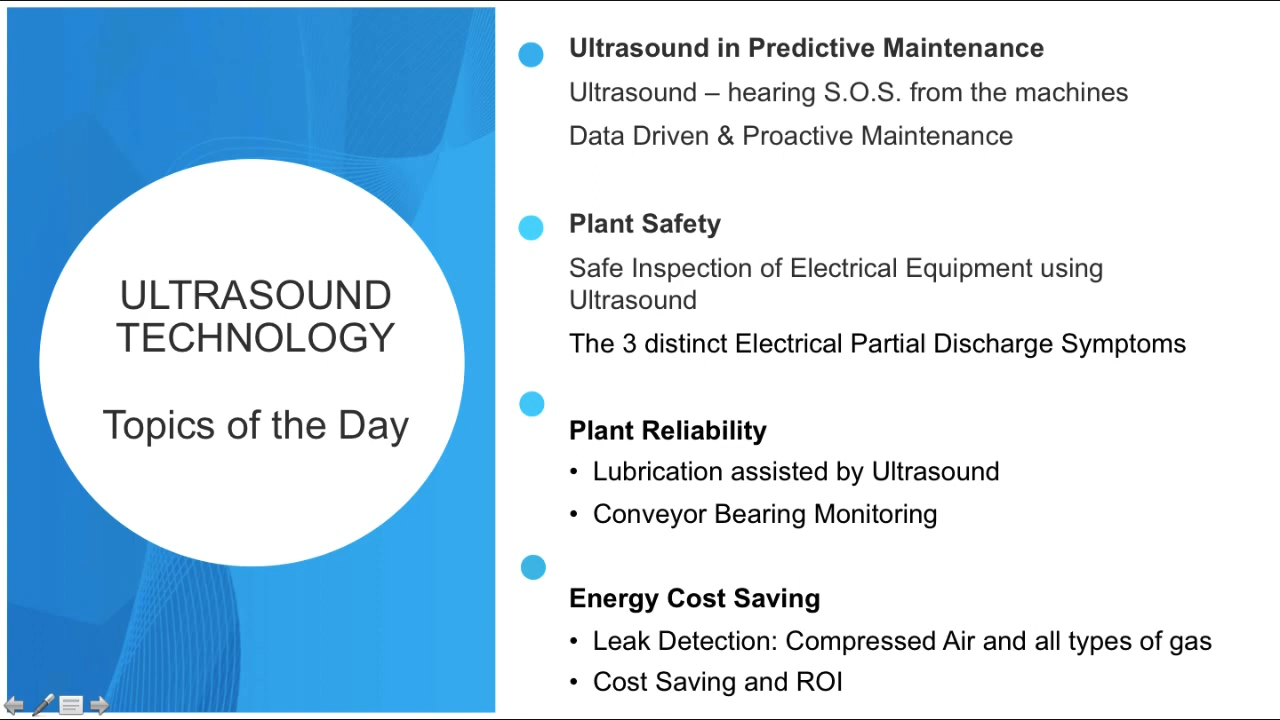 ULTRASOUND
TECHNOLOGY
Topics of the Day
Ultrasound in Predictive Maintenance
Ultrasound – hearing S.O.S. from the machines
Data Driven & Proactive Maintenance
Plant Safety
Safe Inspection of Electrical Equipment using
Ultrasound
The 3 distinct Electrical Partial Discharge Symptoms
Plant Reliability
• Lubrication assisted by Ultrasound
• Conveyor Bearing Monitoring
Energy Cost Saving
• Leak Detection: Compressed Air and all types of gas
• Cost Saving and ROI